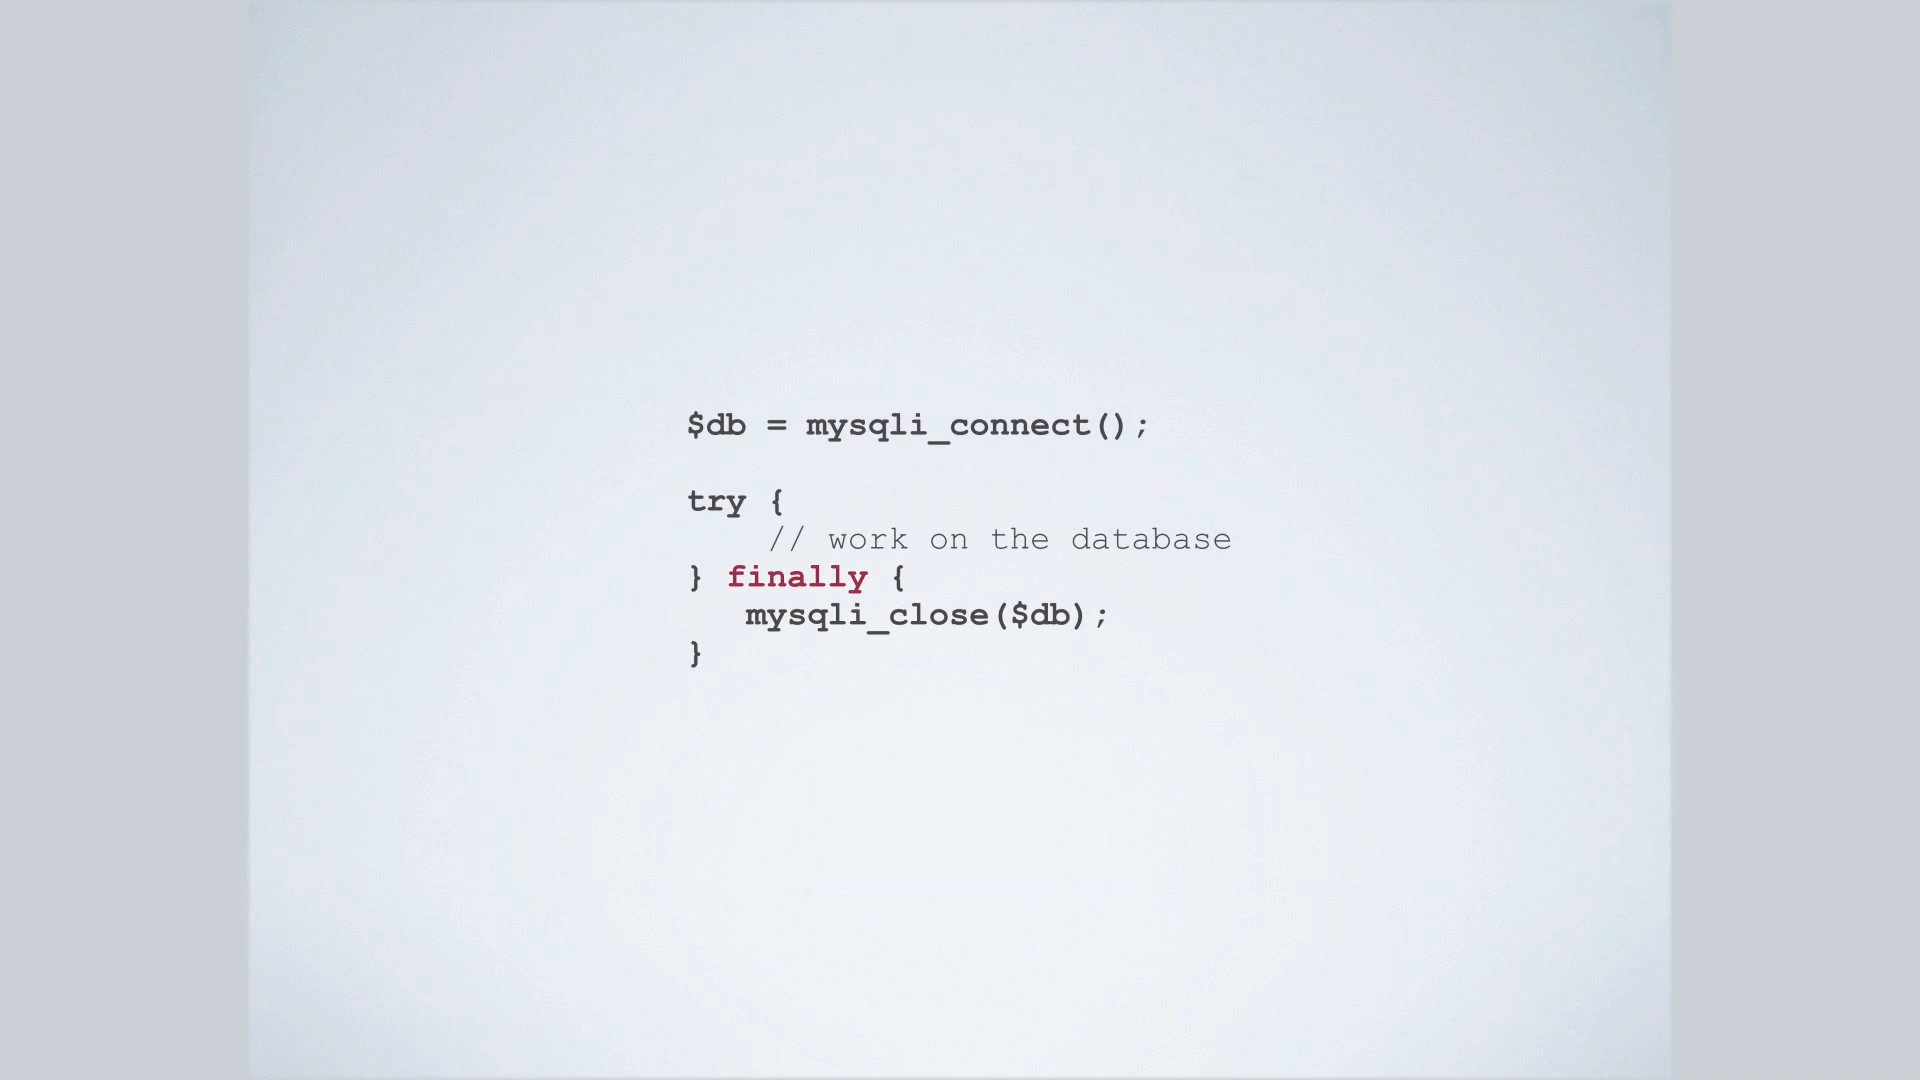 $db = mysqli_connect();
try {
// work on the database
} finally {
mysqli_close($db);
}